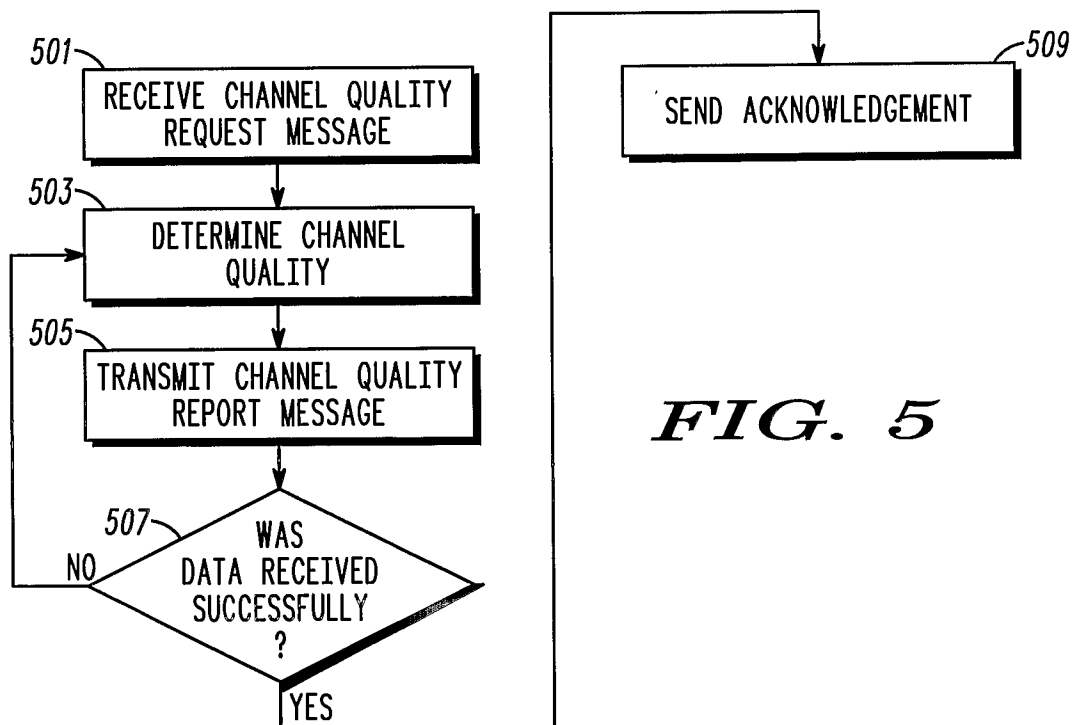 501
RECEIVE CHANNEL QUALITY
REQUEST MESSAGE
503
DETERMINE CHANNEL
QUALITY
505
TRANSMIT CHANNEL QUALITY
REPORT MESSAGE
507
WAS
DATA RECEIVED
SUCCESSFULLY
?
NO
YES
509
SEND ACKNOWLEDGEMENT
FIG. 5